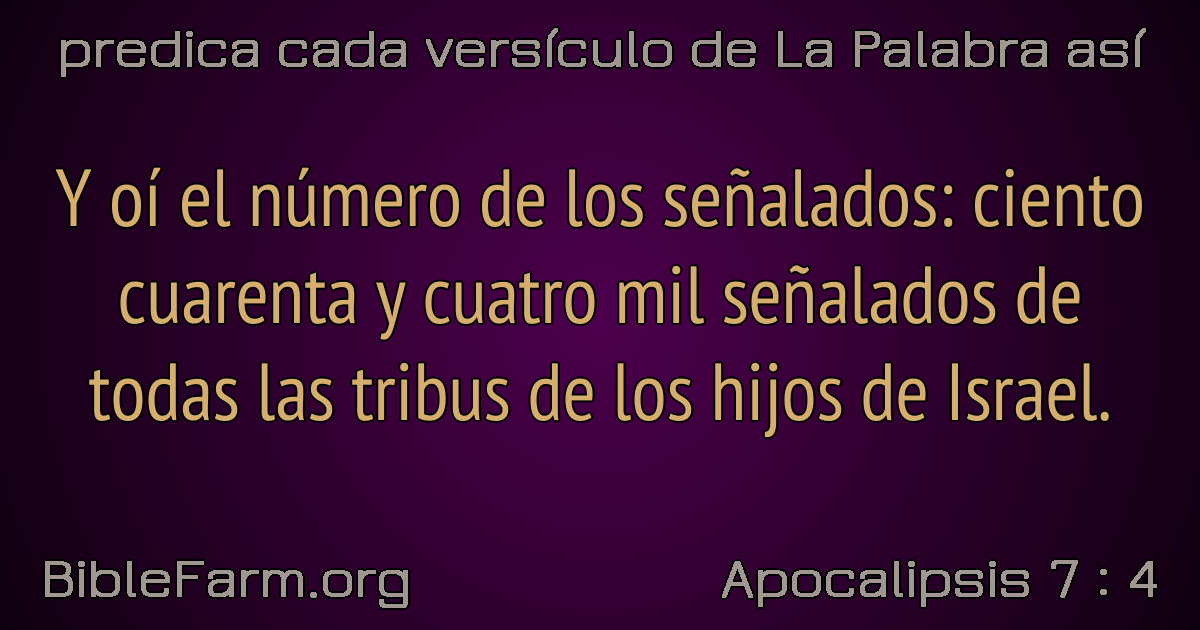 predica cada versículo de La Palabra así
Y oí el número de los señalados: ciento
cuarenta y cuatro mil señalados de
todas las tribus de los hijos de Israel.
BibleFarm.org
Apocalipsis 7 : 4